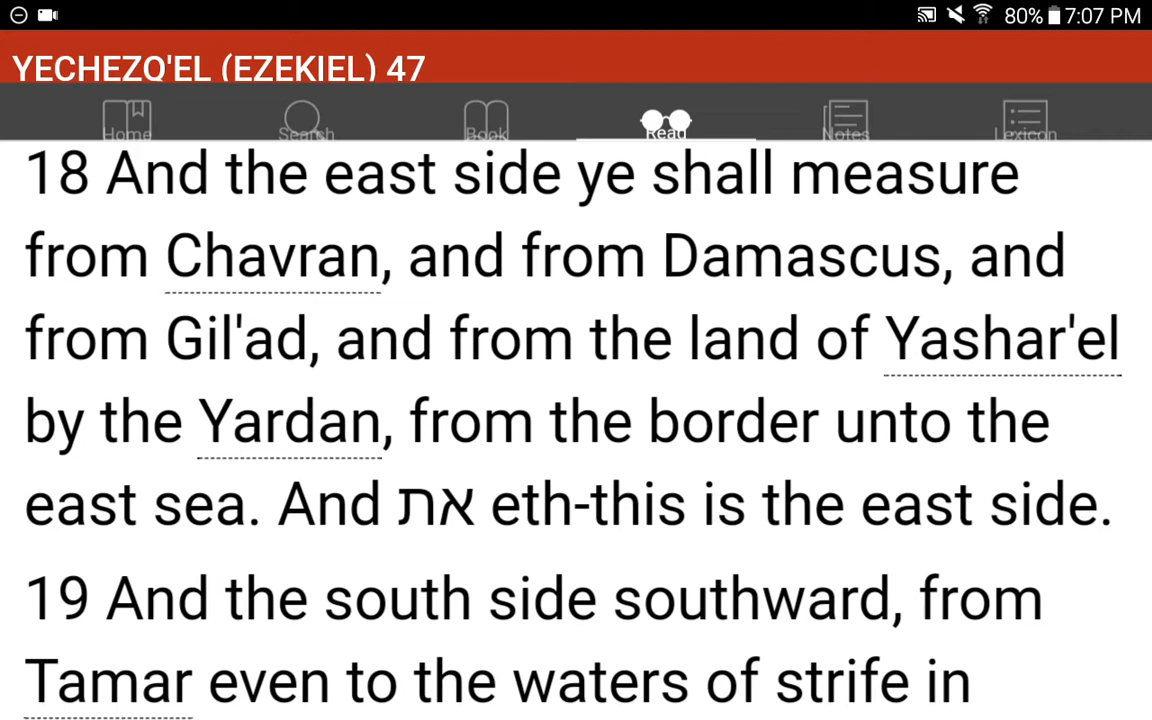 80% 7:07 PM
YECHEZQ'EL (EZEKIEL) 47
Home Search Book Read Notes Lexicon
18 And the east side ye shall measure
from Chavran, and from Damascus, and
from Gil'ad, and from the land of Yashar'el
by the Yardan, from the border unto the
east sea. And את eth-this is the east side.
19 And the south side southward, from
Tamar even to the waters of strife in